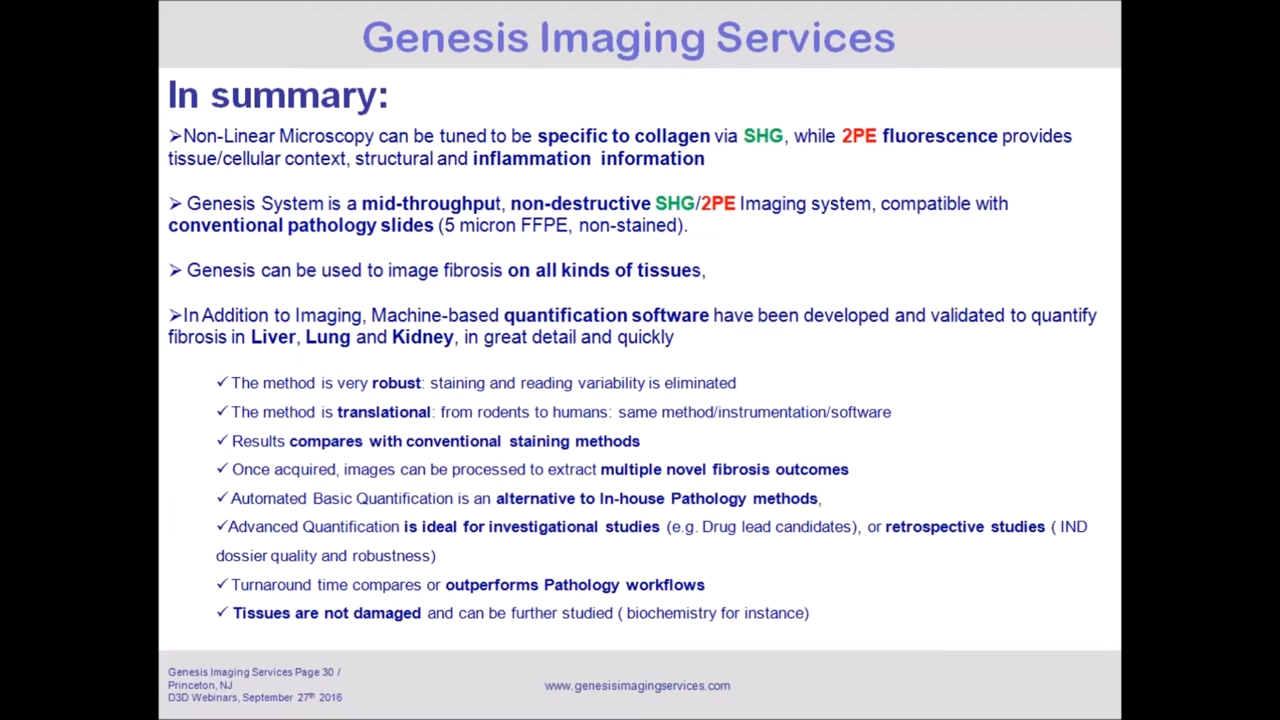 Genesis Imaging Services
In summary:
➢Non-Linear Microscopy can be tuned to be specific to collagen via SHG, while 2PE fluorescence provides
tissue/cellular context, structural and inflammation information
➢ Genesis System is a mid-throughput, non-destructive SHG/2PE Imaging system, compatible with
conventional pathology slides (5 micron FFPE, non-stained).
➢ Genesis can be used to image fibrosis on all kinds of tissues,
➢In Addition to Imaging, Machine-based quantification software have been developed and validated to quantify
fibrosis in Liver, Lung and Kidney, in great detail and quickly
✓The method is very robust: staining and reading variability is eliminated
✓The method is translational: from rodents to humans: same method/instrumentation/software
✓Results compares with conventional staining methods
✓Once acquired, images can be processed to extract multiple novel fibrosis outcomes
✓Automated Basic Quantification is an alternative to In-house Pathology methods,
✓Advanced Quantification is ideal for investigational studies (e.g. Drug lead candidates), or retrospective studies ( IND
dossier quality and robustness)
✓Turnaround time compares or outperforms Pathology workflows
✓Tissues are not damaged and can be further studied ( biochemistry for instance)
Genesis Imaging Services Page 30 /
Princeton, NJ
D3D Webinars, September 27th 2016
www.genesisimagingservices.com